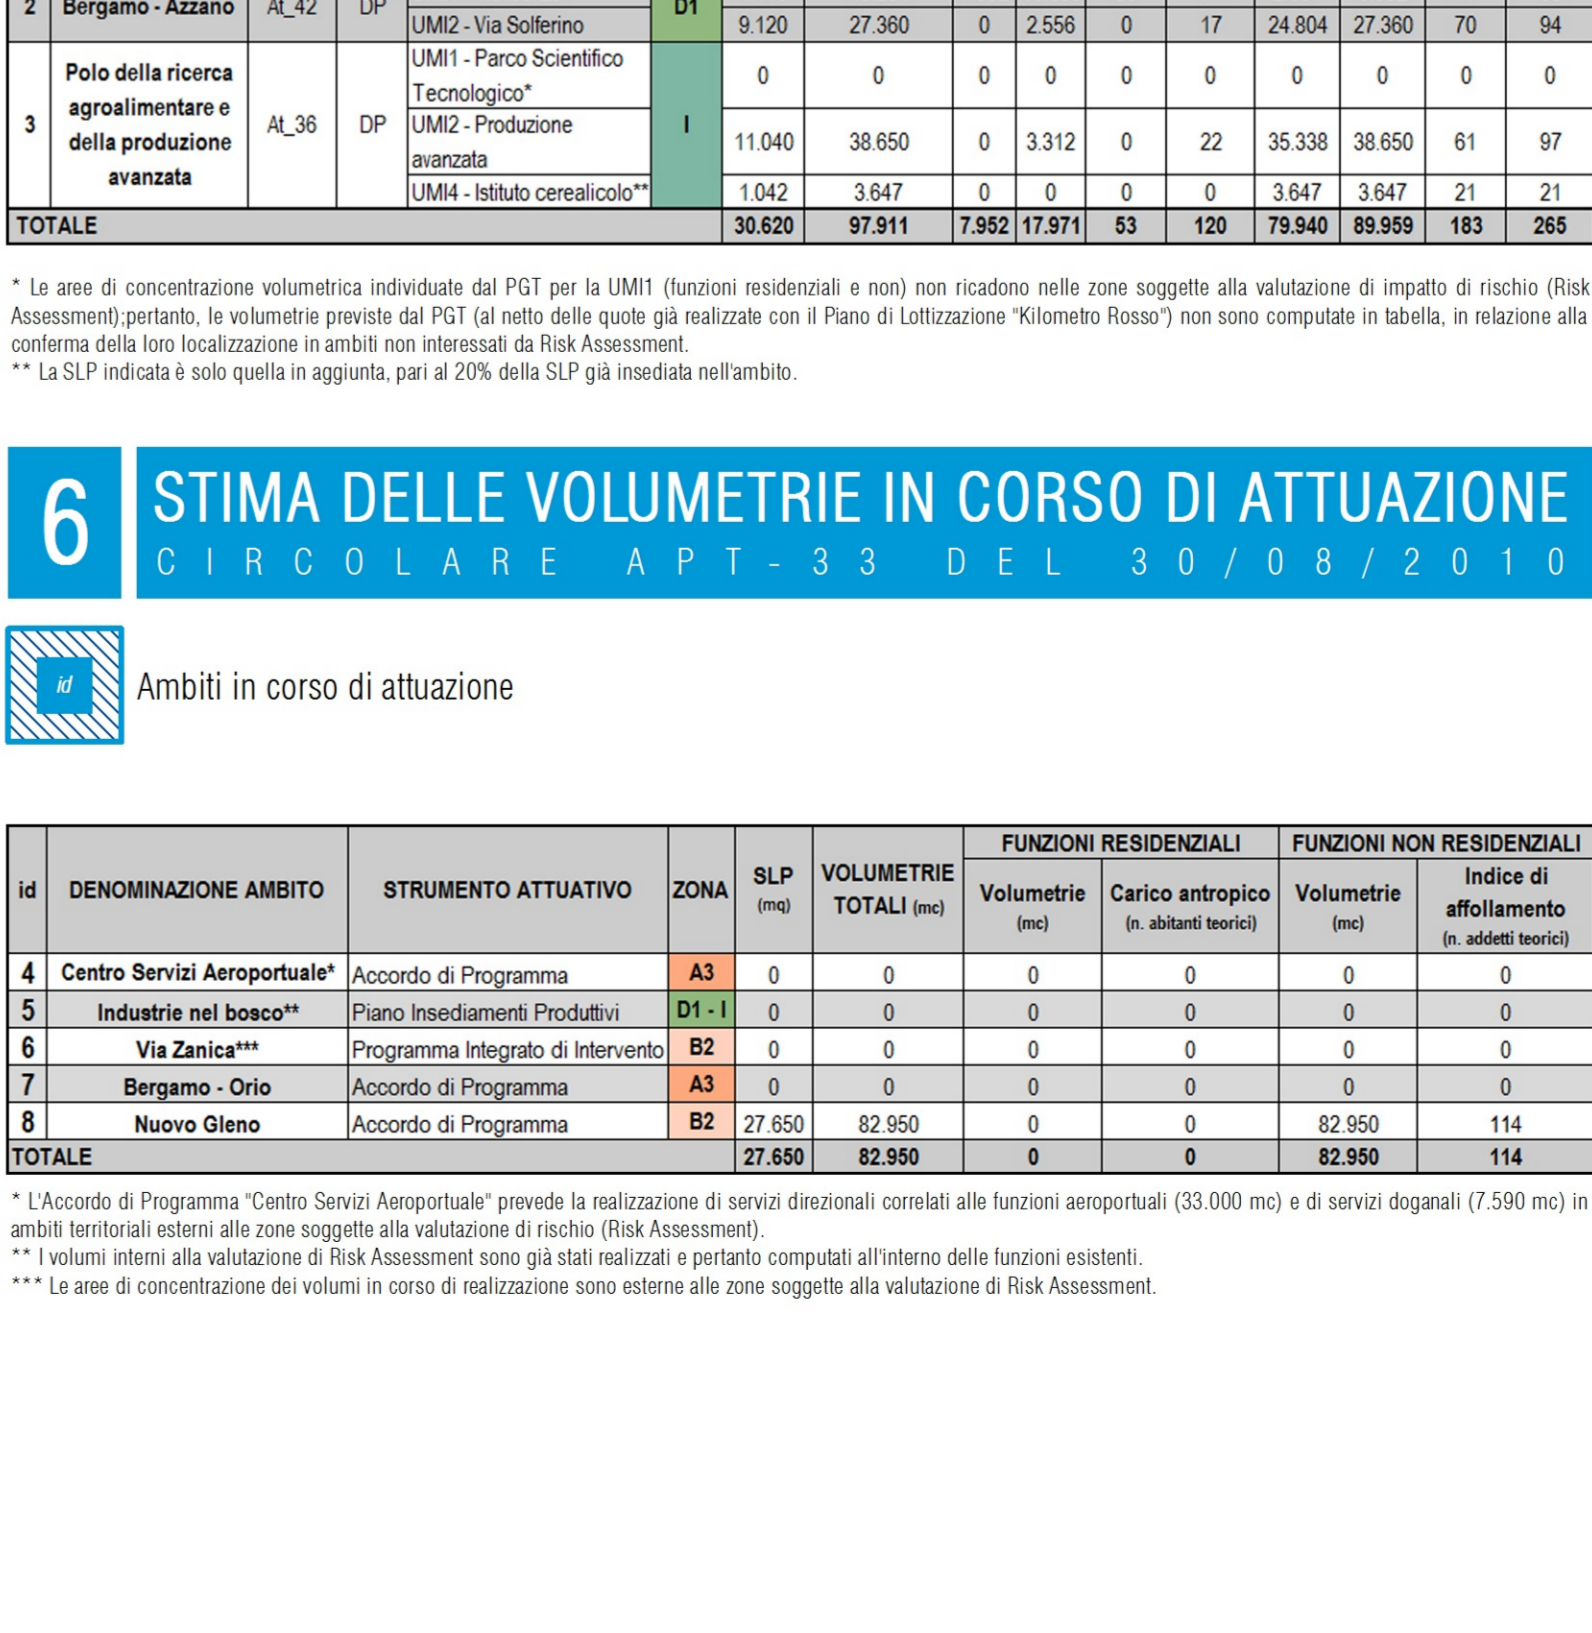 2 Bergamo - Azzano At_42 DP D1
UMI2 - Via Solferino 9.120 27.360 0 2.556 0 17 24.804 27.360 70 94
3 Polo della ricerca agroalimentare e della produzione avanzata At_36 DP I
UMI1 - Parco Scientifico Tecnologico* 0 0 0 0 0 0 0 0 0 0
UMI2 - Produzione avanzata 11.040 38.650 0 3.312 0 22 35.338 38.650 61 97
UMI4 - Istituto cerealicolo** 1.042 3.647 0 0 0 0 3.647 3.647 21 21
TOTALE 30.620 97.911 7.952 17.971 53 120 79.940 89.959 183 265
* Le aree di concentrazione volumetrica individuate dal PGT per la UMI1 (funzioni residenziali e non) non ricadono nelle zone soggette alla valutazione di impatto di rischio (Risk
Assessment);pertanto, le volumetrie previste dal PGT (al netto delle quote già realizzate con il Piano di Lottizzazione "Kilometro Rosso") non sono computate in tabella, in relazione alla
conferma della loro localizzazione in ambiti non interessati da Risk Assessment.
** La SLP indicata è solo quella in aggiunta, pari al 20% della SLP già insediata nell'ambito.
6 STIMA DELLE VOLUMETRIE IN CORSO DI ATTUAZIONE
CIRCOLARE APT-33 DEL 30/08/2010
id Ambiti in corso di attuazione
id DENOMINAZIONE AMBITO STRUMENTO ATTUATIVO ZONA SLP (mq) VOLUMETRIE TOTALI (mc) FUNZIONI RESIDENZIALI FUNZIONI NON RESIDENZIALI
Volumetrie (mc) Carico antropico (n. abitanti teorici) Volumetrie (mc) Indice di affollamento (n. addetti teorici)
4 Centro Servizi Aeroportuale* Accordo di Programma A3 0 0 0 0 0 0
5 Industrie nel bosco** Piano Insediamenti Produttivi D1 - I 0 0 0 0 0 0
6 Via Zanica*** Programma Integrato di Intervento B2 0 0 0 0 0 0
7 Bergamo - Orio Accordo di Programma A3 0 0 0 0 0 0
8 Nuovo Gleno Accordo di Programma B2 27.650 82.950 0 0 82.950 114
TOTALE 27.650 82.950 0 0 82.950 114
* L'Accordo di Programma "Centro Servizi Aeroportuale" prevede la realizzazione di servizi direzionali correlati alle funzioni aeroportuali (33.000 mc) e di servizi doganali (7.590 mc) in
ambiti territoriali esterni alle zone soggette alla valutazione di rischio (Risk Assessment).
** I volumi interni alla valutazione di Risk Assessment sono già stati realizzati e pertanto computati all'interno delle funzioni esistenti.
*** Le aree di concentrazione dei volumi in corso di realizzazione sono esterne alle zone soggette alla valutazione di Risk Assessment.